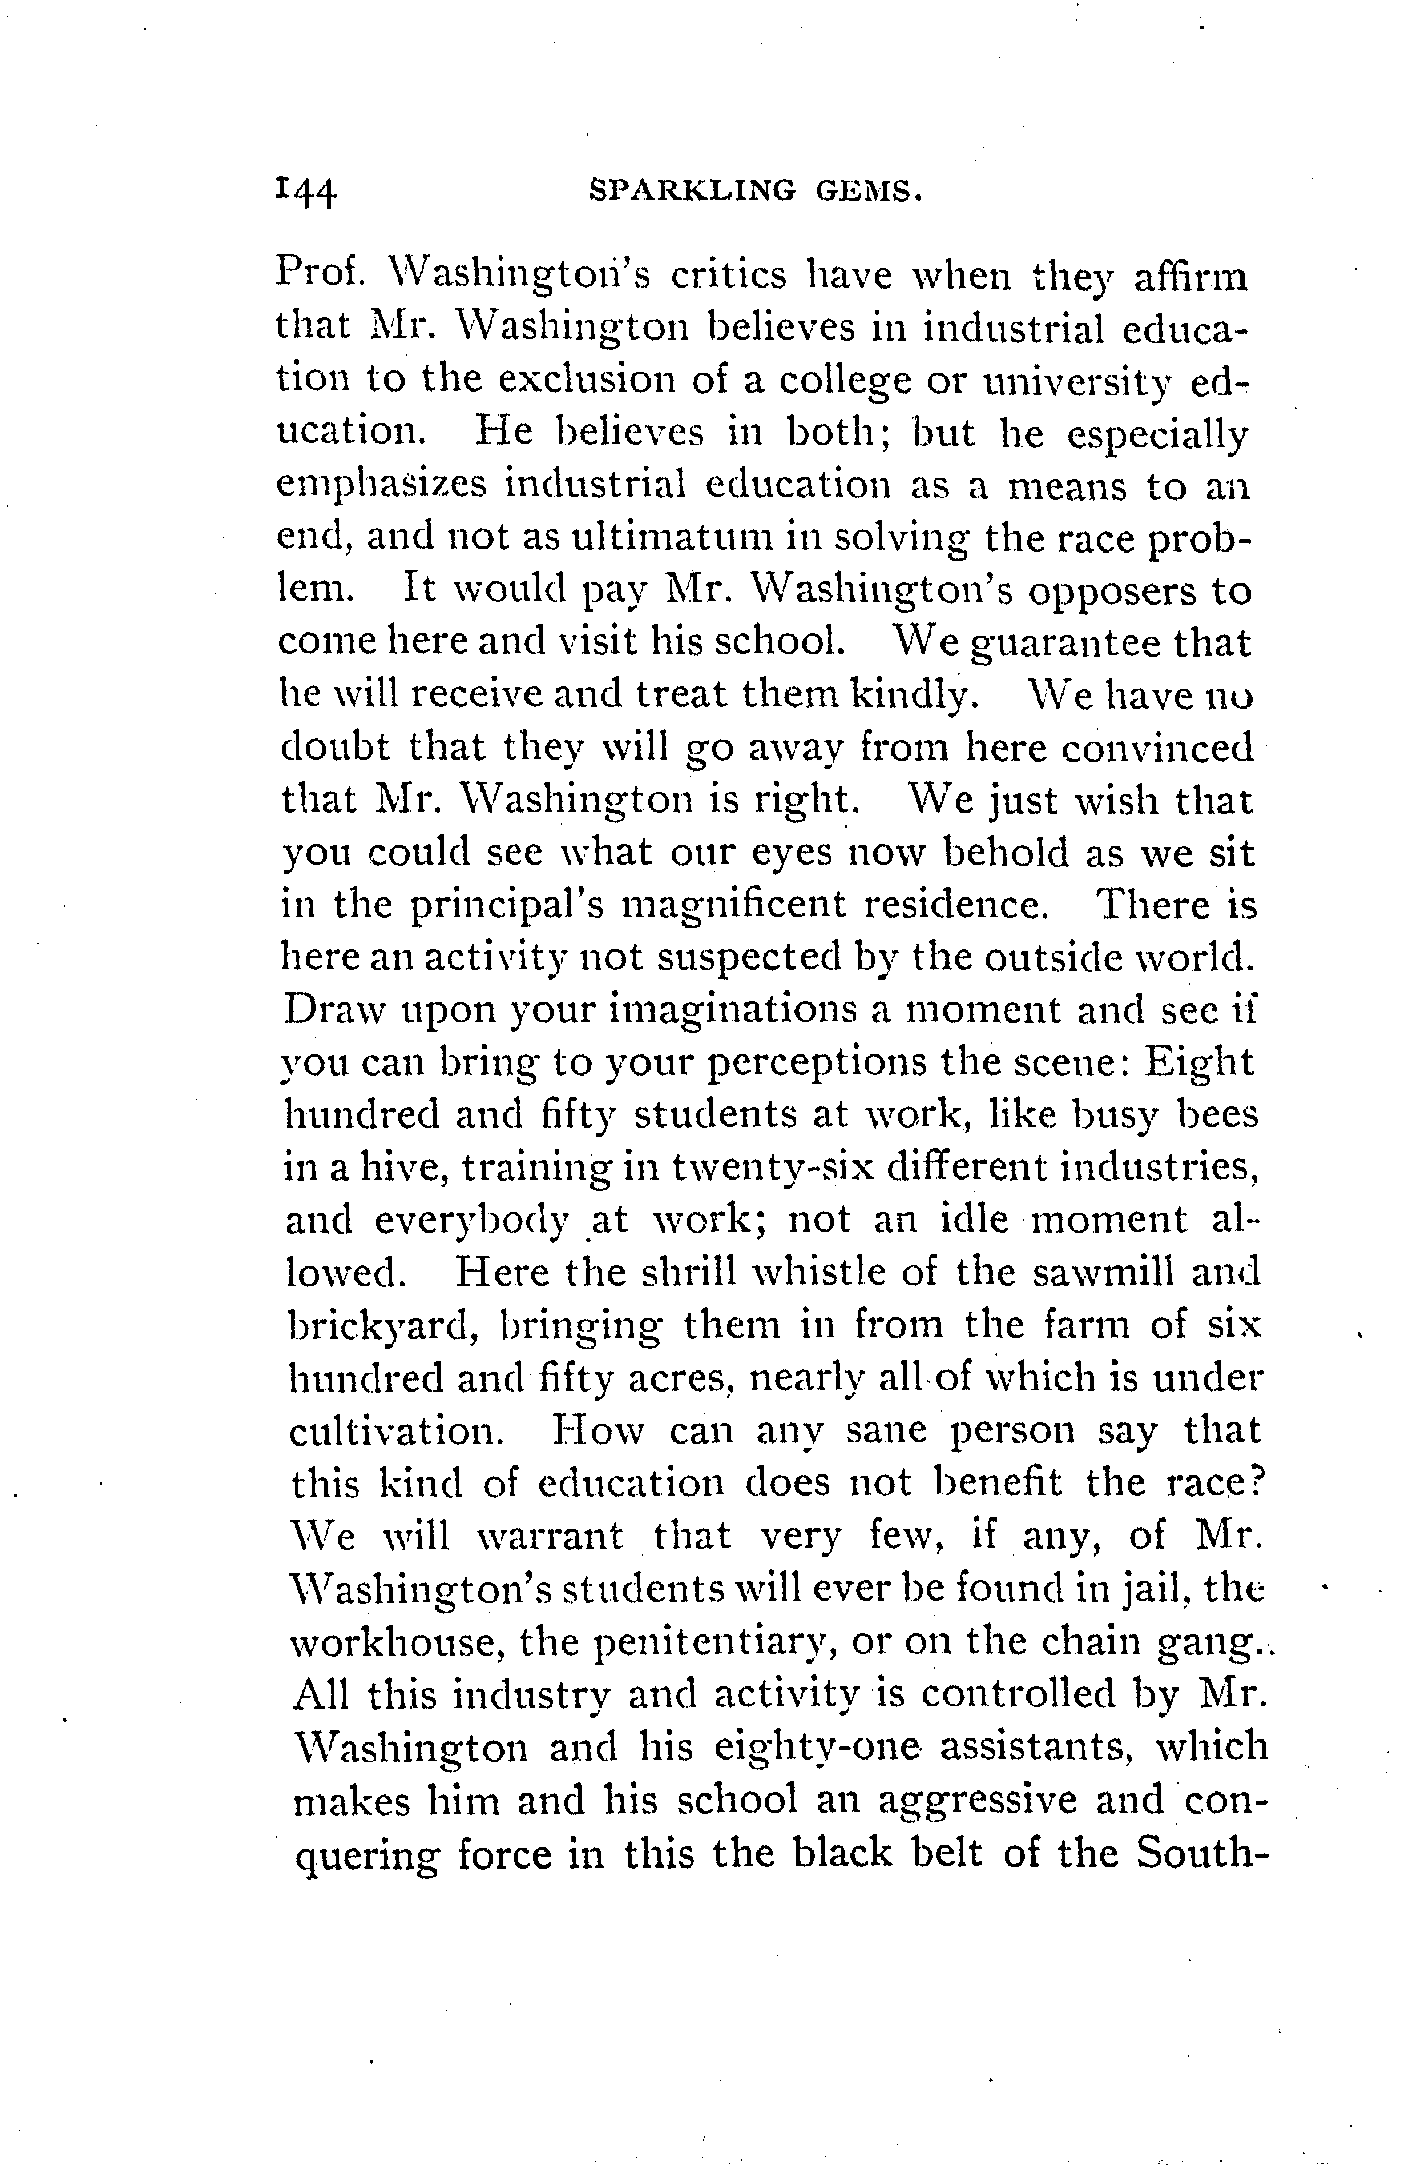 144 SPARKLING GEMS.
Prof. Washington's critics have when they affirm
that Mr. Washington believes in industrial educa-
tion to the exclusion of a college or university ed-
ucation. He believes in both; but he especially
emphasizes industrial education as a means to an
end, and not as ultimatum in solving the race prob-
lem. It would pay Mr. Washington's opposers to
come here and visit his school. We guarantee that
he will receive and treat them kindly. We have no
doubt that they will go away from here convinced
that Mr. Washington is right. We just wish that
you could see what our eyes now behold as we sit
in the principal's magnificent residence. There is
here an activity not suspected by the outside world.
Draw upon your imaginations a moment and see if
you can bring to your perceptions the scene: Eight
hundred and fifty students at work, like busy bees
in a hive, training in twenty-six different industries,
and everybody at work; not an idle moment al-
lowed. Here the shrill whistle of the sawmill and
brickyard, bringing them in from the farm of six
hundred and fifty acres, nearly all of which is under
cultivation. How can any sane person say that
this kind of education does not benefit the race?
We will warrant that very few, if any, of Mr.
Washington's students will ever be found in jail, the
workhouse, the penitentiary, or on the chain gang.
All this industry and activity is controlled by Mr.
Washington and his eighty-one assistants, which
makes him and his school an aggressive and con-
quering force in this the black belt of the South-